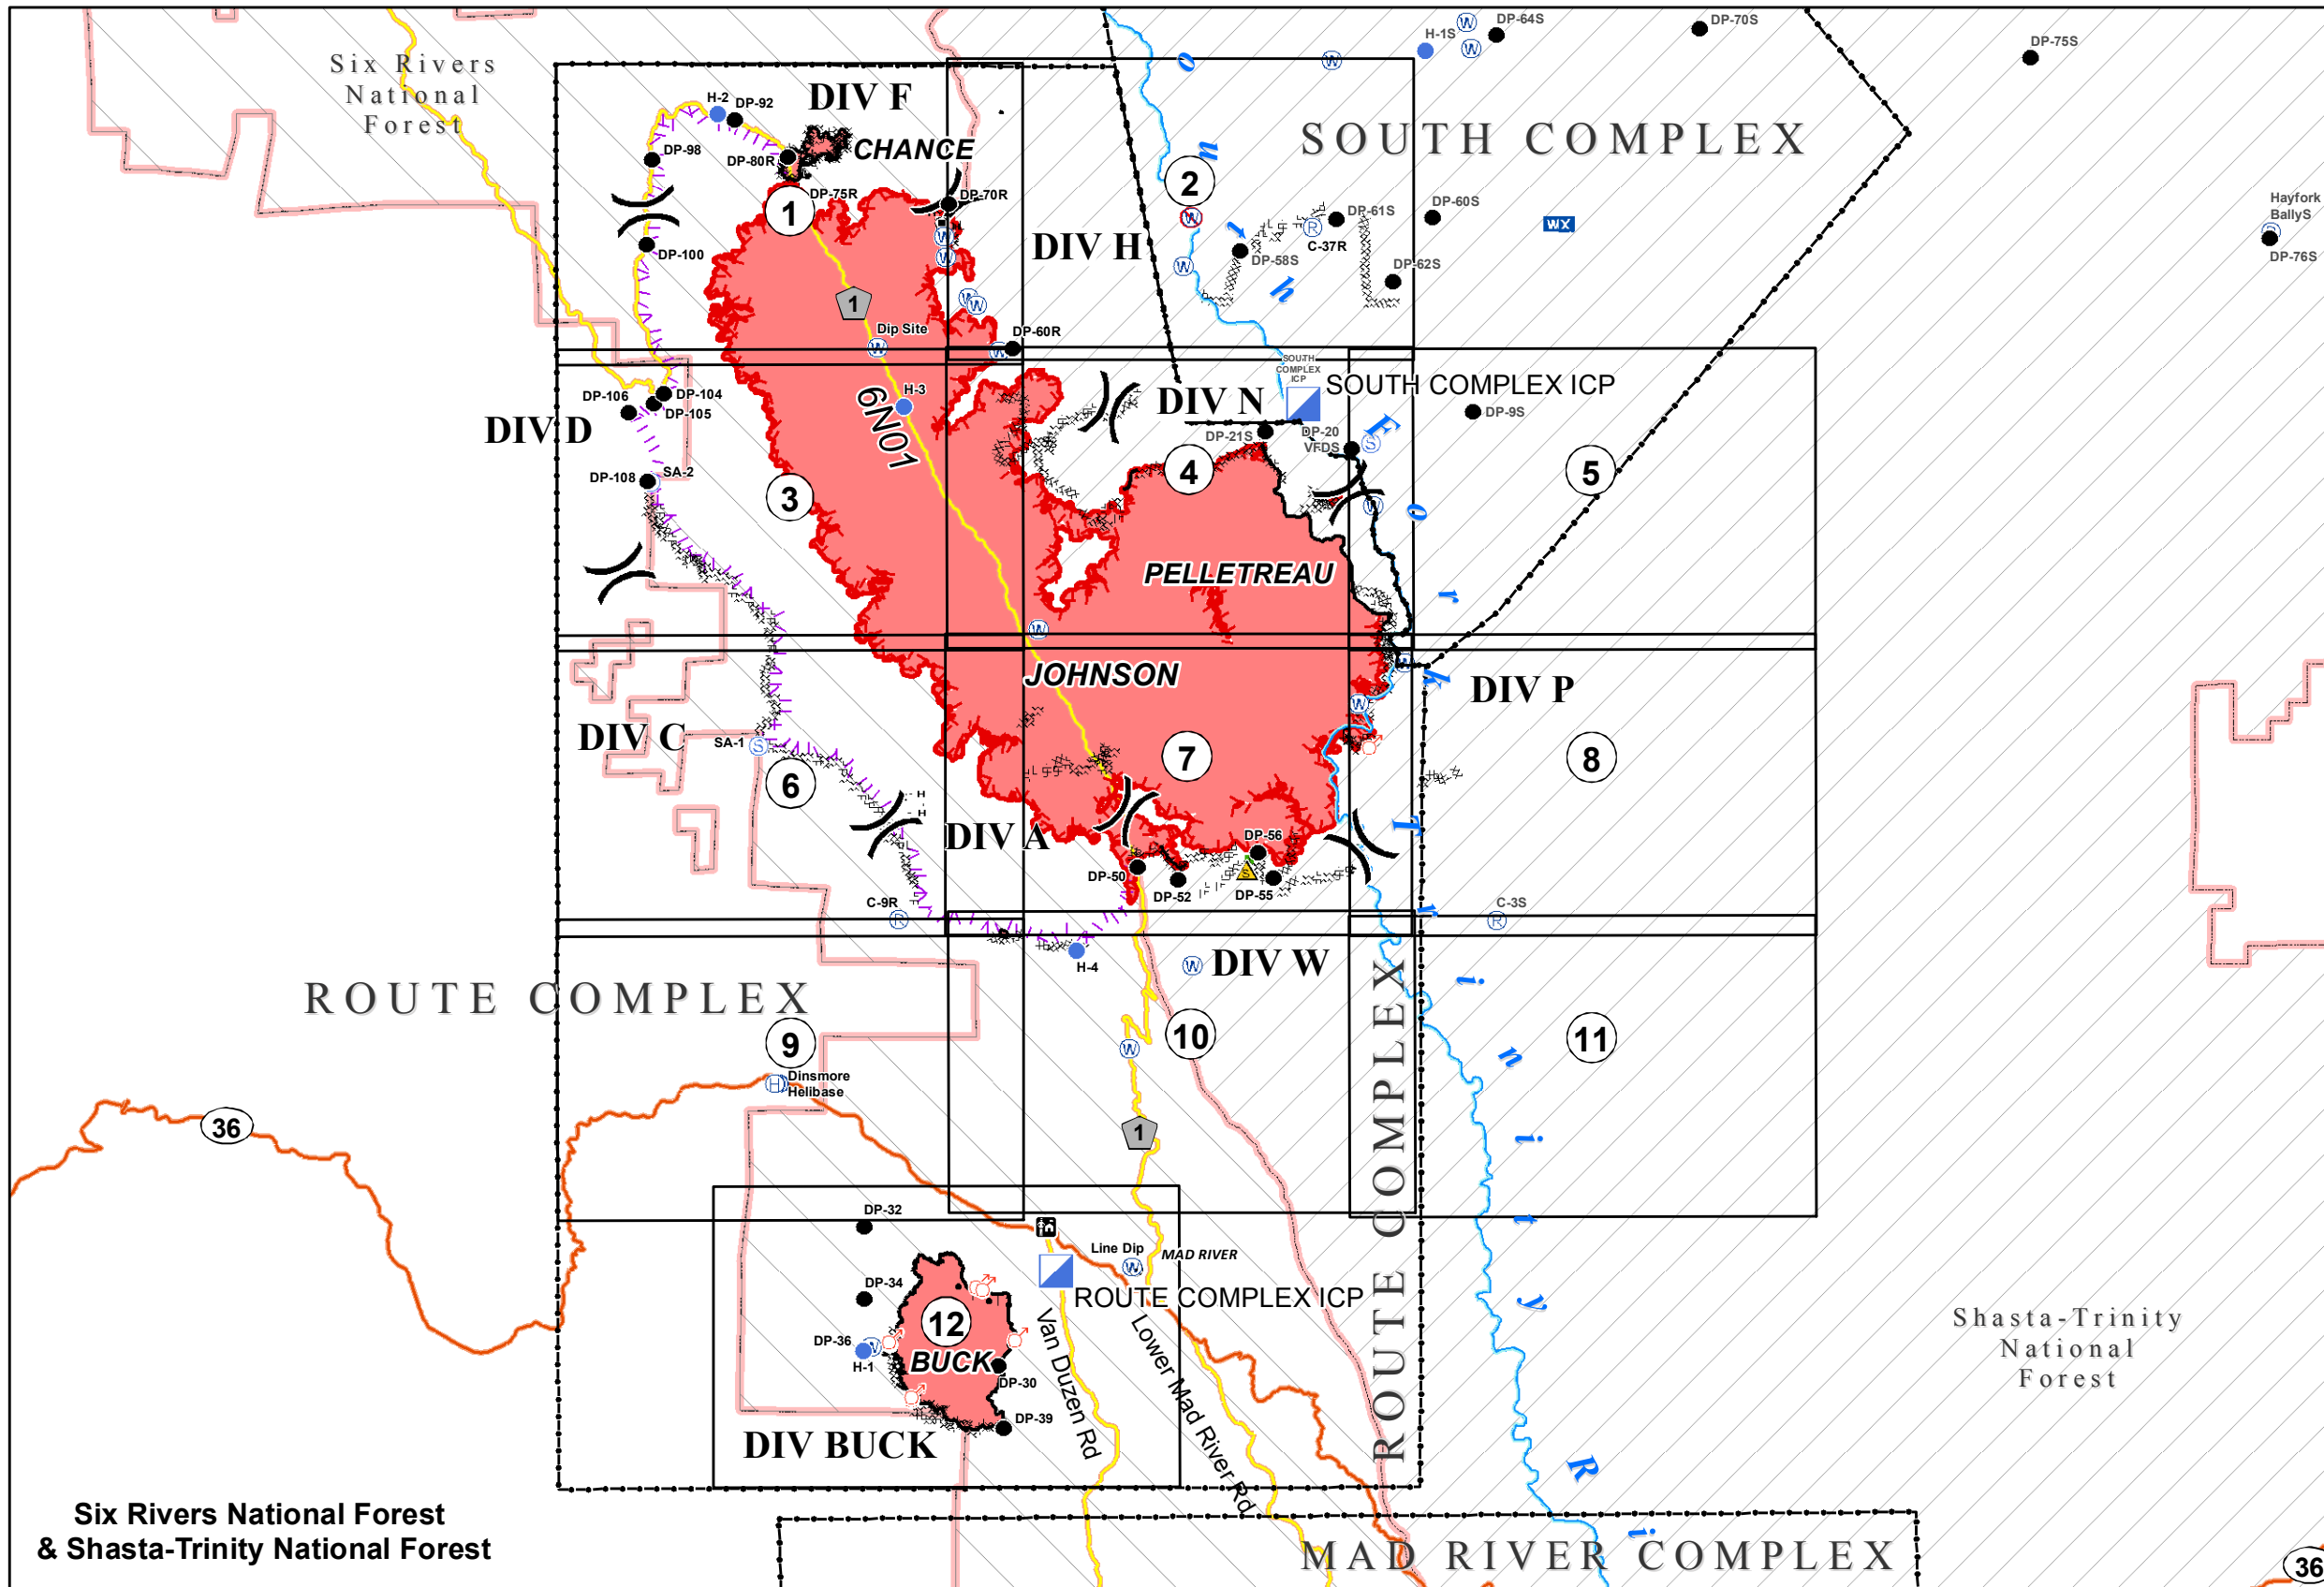 DP-64S
DP-70S
H-1S
DP-75S
Six Rivers
National
Forest
W
W
W
DIV F
H-2
DP-92
CHANCE
SOUTH COMPLEX
DP-98
DP-80R
DP-75R
DP-70R
1
2
W
DP-61S
DP-60S
WX
Hayfork
BallyS
DP-76S
R
C-37R
DP-58S
DP-62S
DIV H
DP-100
W
W
W
W
W
1
Dip Site
W
DP-60R
W
H-3
6N01
SOUTH
COMPLEX
ICP
SOUTH COMPLEX ICP
DIV N
DP-106
DP-104
DP-105
DIV D
DP-9S
DP-21S
DP-20
VFDS
S
SA-2
DP-108
3
4
5
W
PELLETREAU
W
JOHNSON
W
W
DIV P
DIV C
SA-1
S
6
7
8
H
H
DIV A
DP-56
S
DP-50
DP-52
DP-55
C-9R
R
C-3S
R
H-4
W
DIV W
South Fork Trinity Ri
ROUTE COMPLEX
9
10
11
W
Dinsmore
Helibase
H
36
1
ROUTE COMPLEX
DP-32
Line Dip
W
MAD RIVER
DP-34
ROUTE COMPLEX ICP
12
DP-36
W
H-1
BUCK
DP-30
DP-39
Van Duzen Rd
Lower Mad River Rd
DIV BUCK
Shasta-Trinity
National
Forest
Six Rivers National Forest
& Shasta-Trinity National Forest
MAD RIVER COMPLEX
36